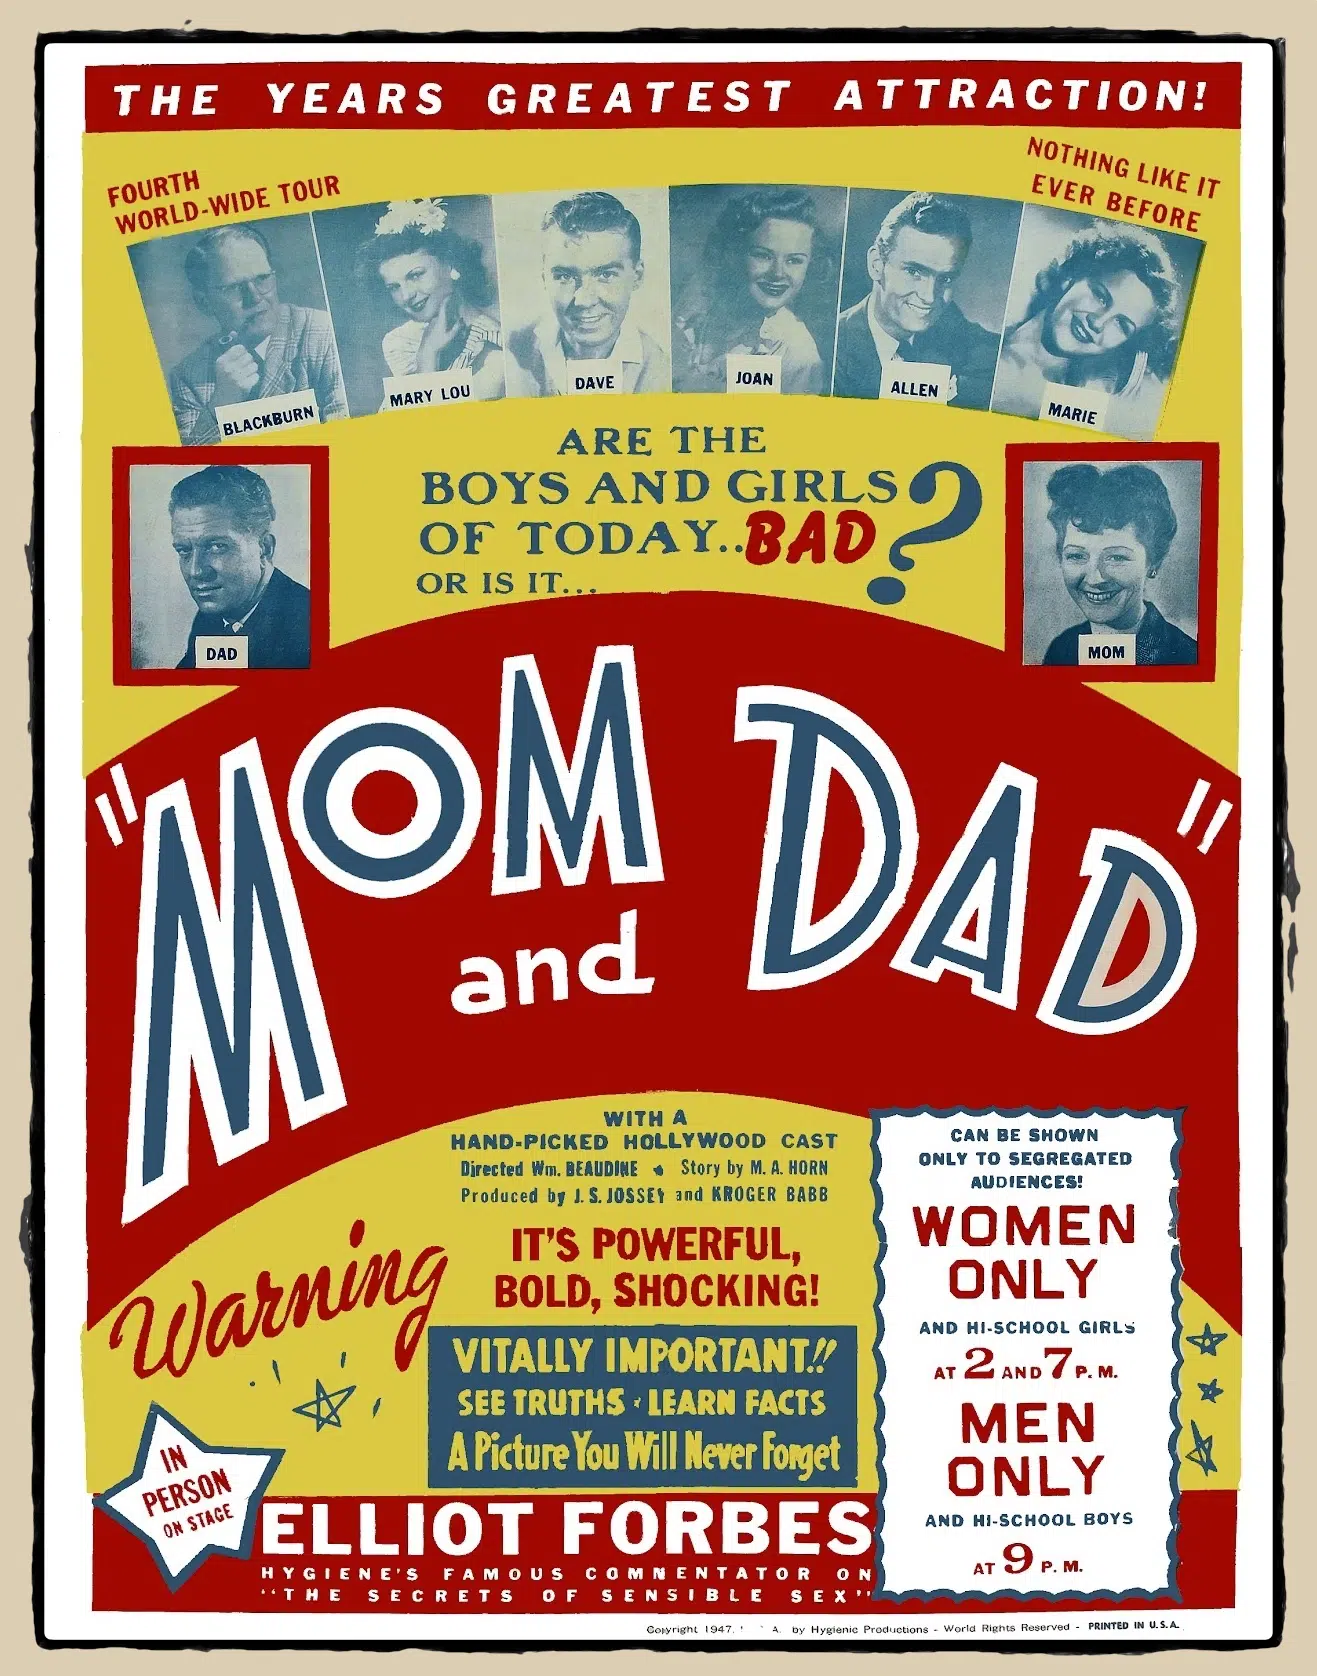 THE YEARS GREATEST ATTRACTION!
FOURTH
WORLD-WIDE TOUR
NOTHING LIKE IT
EVER BEFORE
BLACKBURN
MARY LOU
DAVE
JOAN
ALLEN
MARIE
ARE THE
BOYS AND GIRLS
OF TODAY..BAD?
OR IS IT...
DAD
MOM
"MOM DAD"
and
WITH A
HAND-PICKED HOLLYWOOD CAST
Directed Wm. BEAUDINE Story by M. A. HORN
Produced by J. S. JOSSEY and KROGER BABB
Warning
IT'S POWERFUL,
BOLD, SHOCKING!
VITALLY IMPORTANT!!
SEE TRUTHS · LEARN FACTS
A Picture You Will Never Forget
CAN BE SHOWN
ONLY TO SEGREGATED
AUDIENCES!
WOMEN
ONLY
AND HI-SCHOOL GIRLS
AT 2 AND 7 P. M.
MEN
ONLY
AND HI-SCHOOL BOYS
AT 9 P. M.
IN
PERSON
ON STAGE
ELLIOT FORBES
HYGIENE'S FAMOUS COMMENTATOR ON
"THE SECRETS OF SENSIBLE SEX"
Copyright 1947. A. by Hygienic Productions - World Rights Reserved - PRINTED IN U.S.A.